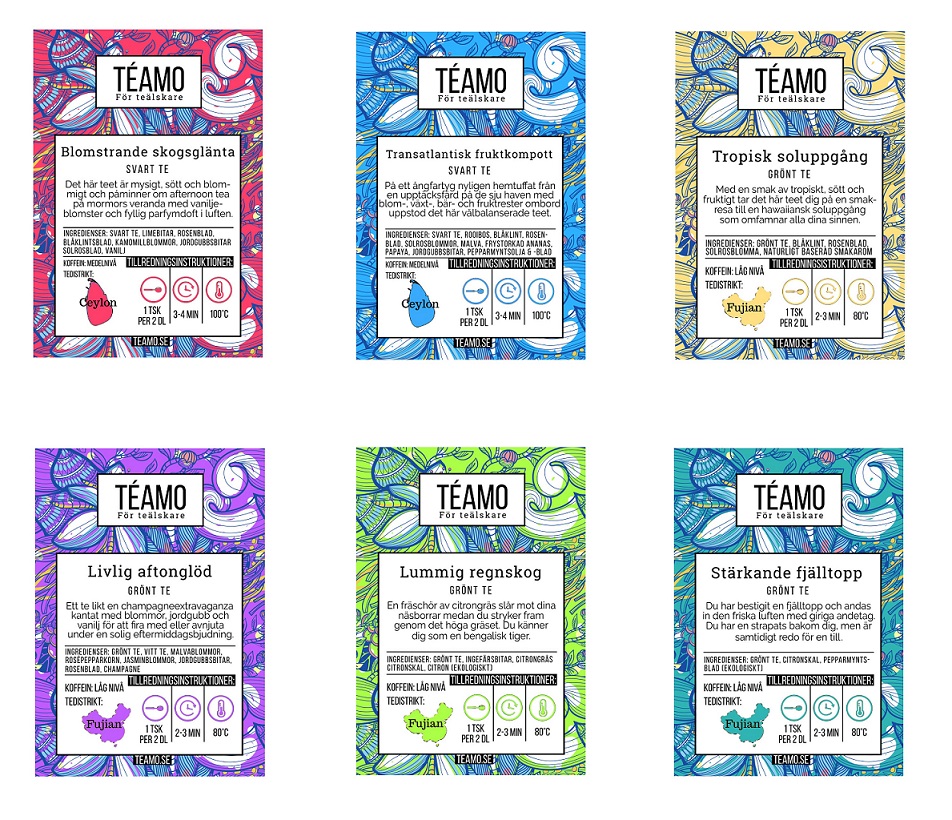 TÉAMO
För teälskare
Blomstrande skogsglänta
SVART TE
Det här teet är mysigt, sött och blom-
migt och påminner om afternoon tea
på mormors veranda med vanilje-
blomster och fyllig parfymdoft i luften.
INGREDIENSER: SVART TE, LIMEBITAR, ROSENBLAD,
BLÅKLINTSBLAD, KAMOMILLBLOMMOR, JORDGUBBSBITAR
SOLROSBLAD, VANILJ
KOFFEIN: MEDELNIVÅ
TILLREDNINGSINSTRUKTIONER:
TEDISTRIKT:
Ceylon
1 TSK
PER 2 DL
3-4 MIN
100°C
TEAMO.SE
TÉAMO
För teälskare
Transatlantisk fruktkompott
SVART TE
På ett ångfartyg nyligen hemtuffat från
en upptäcksfärd på de sju haven med
blom-, växt-, bär- och fruktrester ombord
uppstod det här välbalanserade teet.
INGREDIENSER: SVART TE, ROOIBOS, BLÅKLINT, ROSEN-
BLAD, SOLROSBLOMMOR, MALVA, FRYSTORKAD ANANAS,
PAPAYA, JORDGUBBSBITAR, PEPPARMYNTSOLJA & -BLAD
KOFFEIN: MEDELNIVÅ
TILLREDNINGSINSTRUKTIONER:
TEDISTRIKT:
Ceylon
1 TSK
PER 2 DL
3-4 MIN
100°C
TEAMO.SE
TÉAMO
För teälskare
Tropisk soluppgång
GRÖNT TE
Med en smak av tropiskt, sött och
fruktigt tar det här teet dig på en smak-
resa till en hawaiiansk soluppgång
som omfamnar alla dina sinnen.
INGREDIENSER: GRÖNT TE, BLÅKLINT, ROSENBLAD,
SOLROSBLOMMA, NATURLIGT BASERAD SMAKAROM
TILLREDNINGSINSTRUKTIONER:
KOFFEIN: LÅG NIVÅ
TEDISTRIKT:
Fujian
1 TSK
PER 2 DL
2-3 MIN
80°C
TEAMO.SE
TÉAMO
För teälskare
Livlig aftonglöd
GRÖNT TE
Ett te likt en champagneextravaganza
kantat med blommor, jordgubb och
vanilj för att fira med eller avnjuta
under en solig eftermiddagsbjudning.
INGREDIENSER: GRÖNT TE, VITT TE, MALVABLOMMOR,
ROSÉPEPPARKORN, JASMINBLOMMOR, JORDGUBBSBITAR,
ROSENBLAD, CHAMPAGNE
TILLREDNINGSINSTRUKTIONER:
KOFFEIN: LÅG NIVÅ
TEDISTRIKT:
Fujian
1 TSK
PER 2 DL
2-3 MIN
80°C
TEAMO.SE
TÉAMO
För teälskare
Lummig regnskog
GRÖNT TE
En fräschör av citrongräs slår mot dina
näsborrar medan du stryker fram
genom det höga gräset. Du känner
dig som en bengalisk tiger.
INGREDIENSER: GRÖNT TE, INGEFÄRSBITAR, CITRONGRÄS
CITRONSKAL, CITRON (EKOLOGISKT)
TILLREDNINGSINSTRUKTIONER:
KOFFEIN: LÅG NIVÅ
TEDISTRIKT:
Fujian
1 TSK
PER 2 DL
2-3 MIN
80°C
TEAMO.SE
TÉAMO
För teälskare
Stärkande fjälltopp
GRÖNT TE
Du har bestigit en fjälltopp och andas
in den friska luften med giriga andetag.
Du har en strapats bakom dig, men är
samtidigt redo för en till.
INGREDIENSER: GRÖNT TE, CITRONSKAL, PEPPARMYNTS-
BLAD (EKOLOGISKT)
TILLREDNINGSINSTRUKTIONER:
KOFFEIN: LÅG NIVÅ
TEDISTRIKT:
Fujian
1 TSK
PER 2 DL
2-3 MIN
80°C
TEAMO.SE